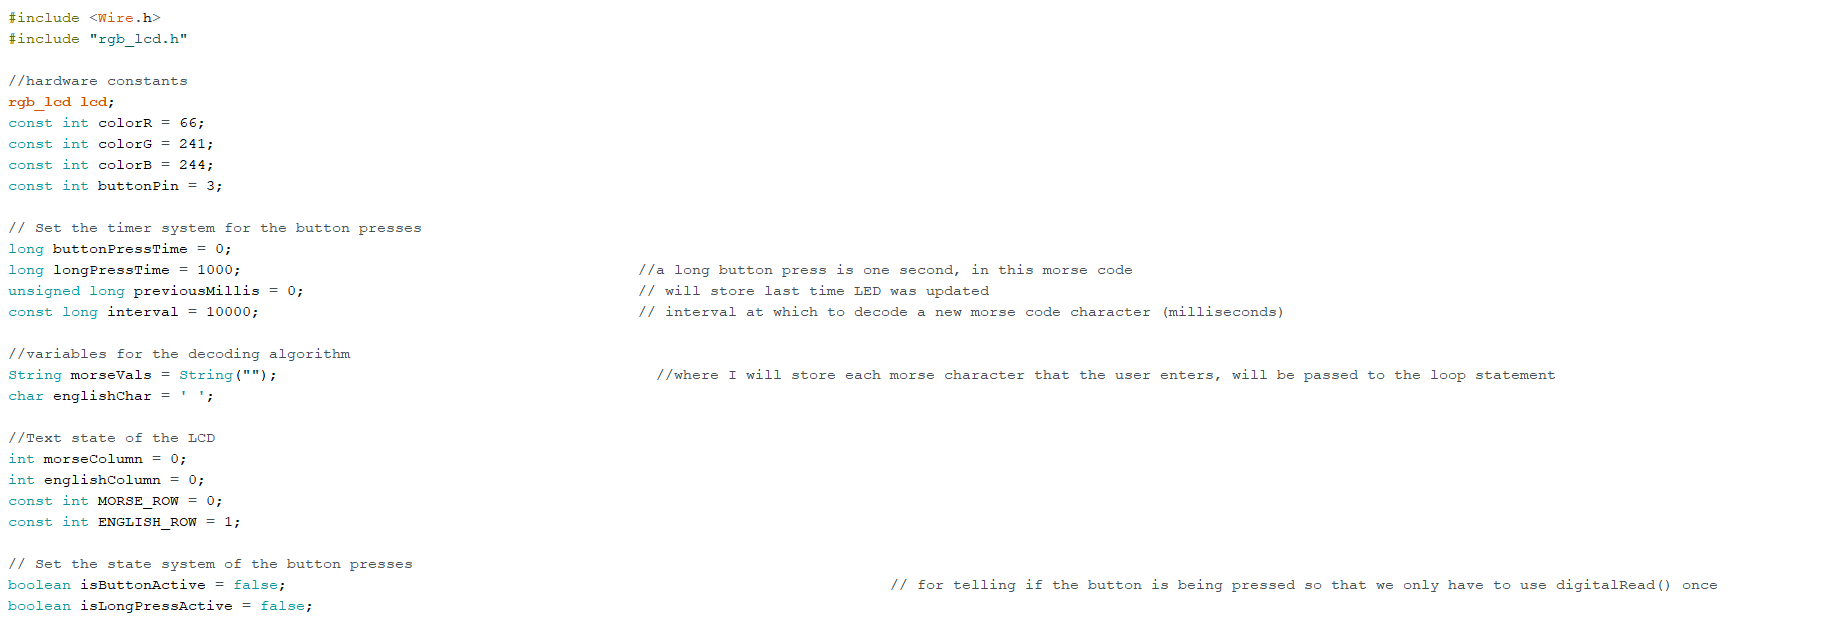 #include <Wire.h>
#include "rgb_lcd.h"
//hardware constants
rgb_lcd lcd;
const int colorR = 66;
const int colorG = 241;
const int colorB = 244;
const int buttonPin = 3;
// Set the timer system for the button presses
long buttonPressTime = 0;
long longPressTime = 1000; //a long button press is one second, in this morse code
unsigned long previousMillis = 0; // will store last time LED was updated
const long interval = 10000; // interval at which to decode a new morse code character (milliseconds)
//variables for the decoding algorithm
String morseVals = String(""); //where I will store each morse character that the user enters, will be passed to the loop statement
char englishChar = ' ';
//Text state of the LCD
int morseColumn = 0;
int englishColumn = 0;
const int MORSE_ROW = 0;
const int ENGLISH_ROW = 1;
// Set the state system of the button presses
boolean isButtonActive = false; // for telling if the button is being pressed so that we only have to use digitalRead() once
boolean isLongPressActive = false;